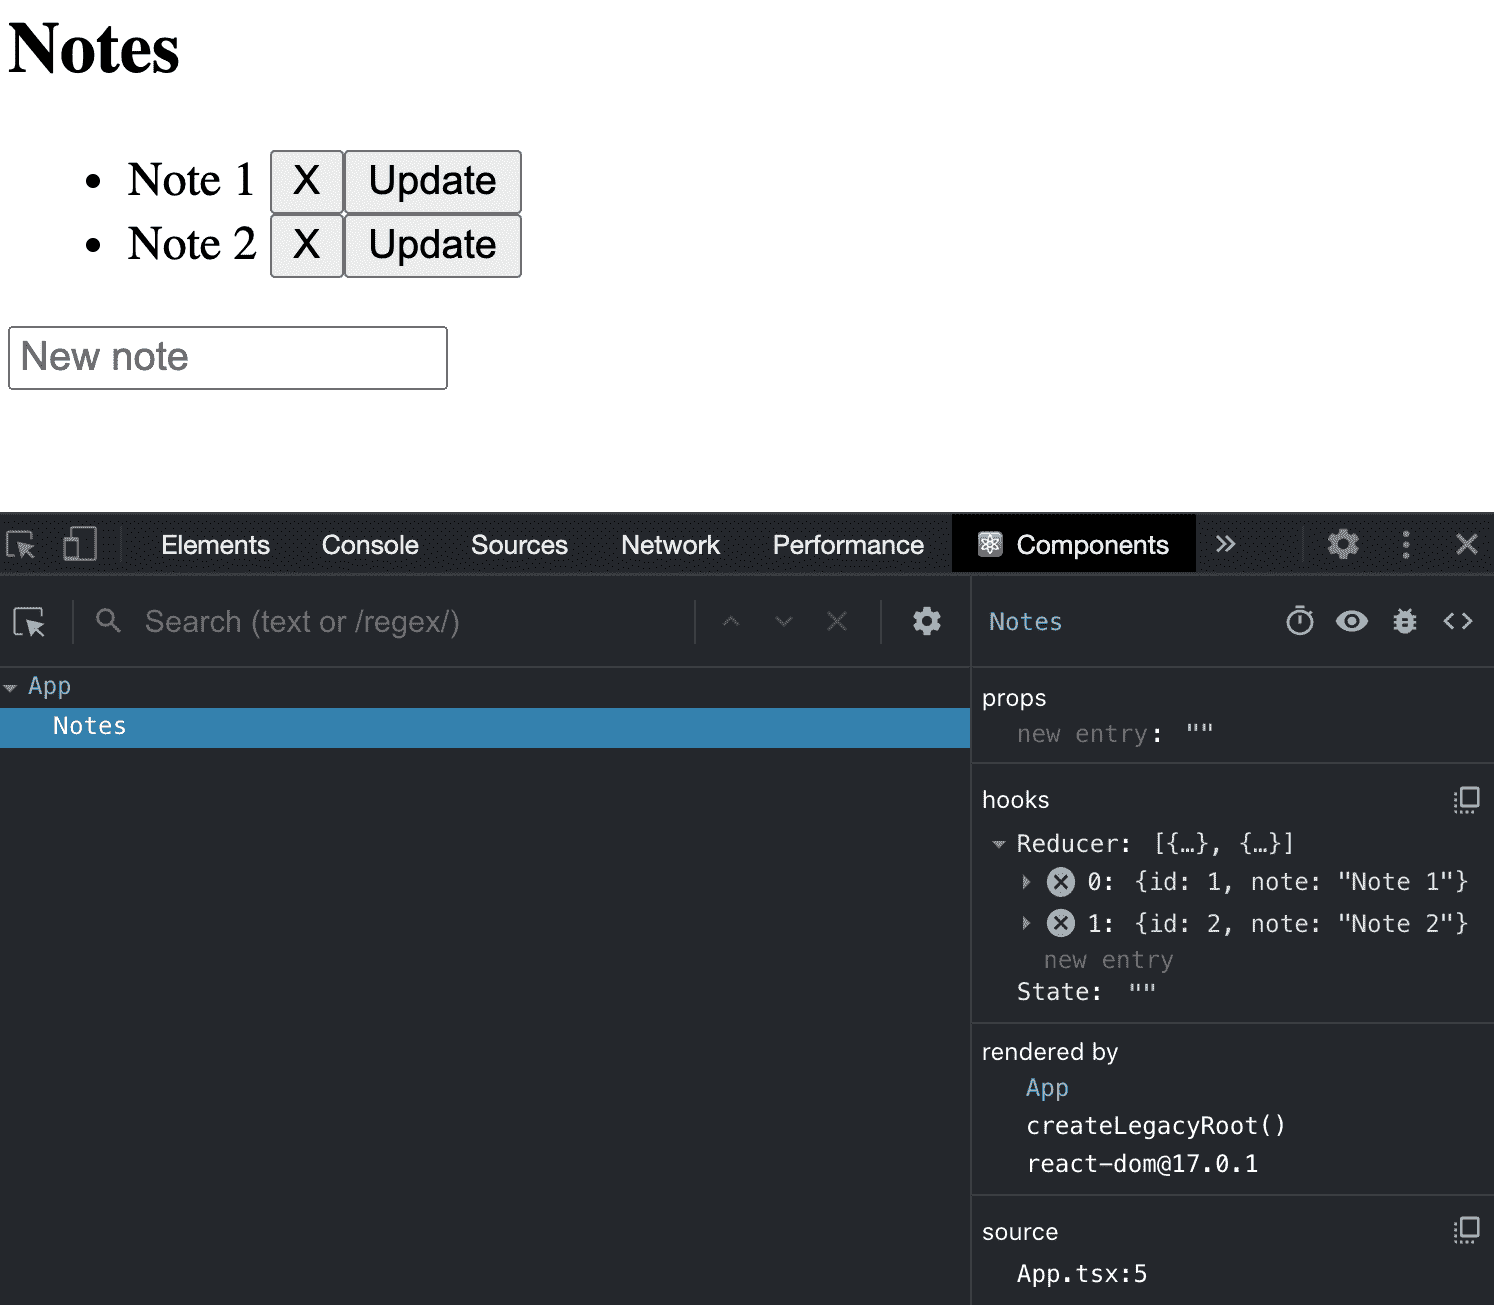 Notes
Note 1 X Update
Note 2 X Update
New note
Elements Console Sources Network Performance Components
Search (text or /regex/)
Notes
App
Notes
props
new entry: ""
hooks
Reducer: [{…}, {…}]
0: {id: 1, note: "Note 1"}
1: {id: 2, note: "Note 2"}
new entry
State: ""
rendered by
App
createLegacyRoot()
react-dom@17.0.1
source
App.tsx:5